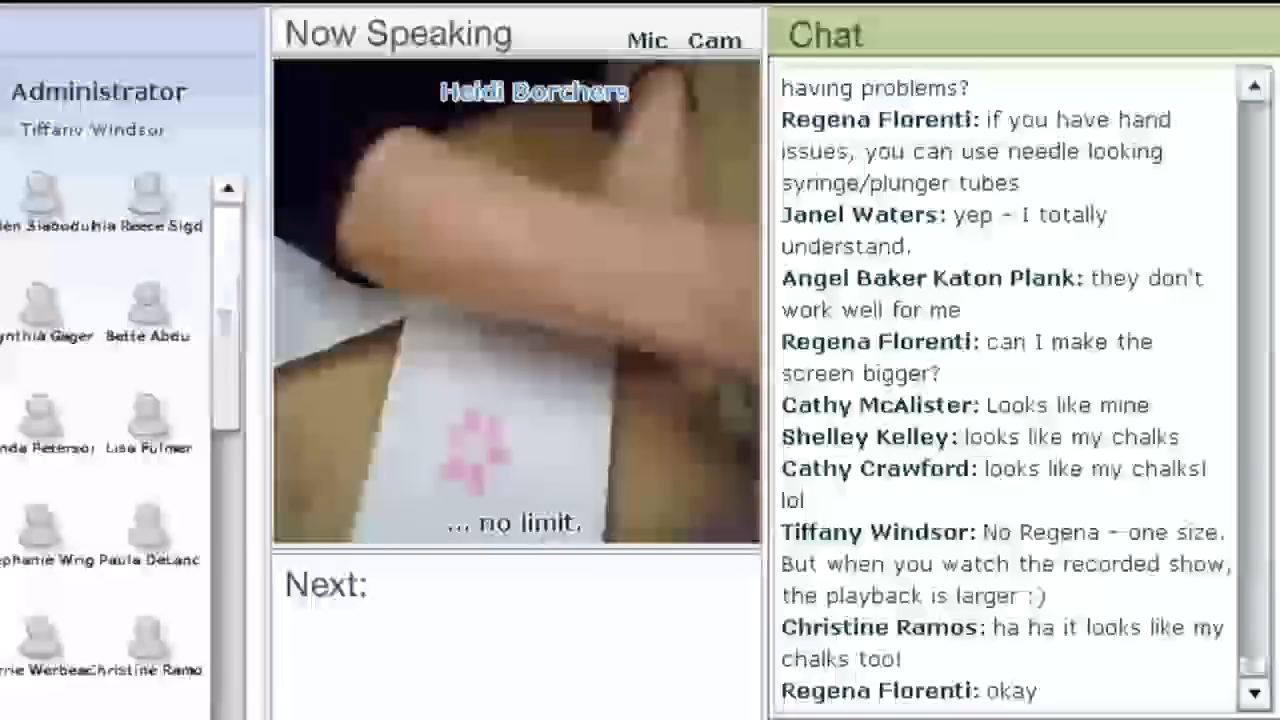 Administrator
Tiffany Windsor
Reece Sigd
Gager Bette Abdu
Lisa Fulmer
Paula DeLanc
Christine Ramo
Now Speaking
Mic Cam
Heidi Borchers
... no limit.
Next:
Chat
having problems?
Regena Florenti: if you have hand
issues, you can use needle looking
syringe/plunger tubes
Janel Waters: yep - I totally
understand.
Angel Baker Katon Plank: they don't
work well for me
Regena Florenti: can I make the
screen bigger?
Cathy McAlister: Looks like mine
Shelley Kelley: looks like my chalks
Cathy Crawford: looks like my chalks!
lol
Tiffany Windsor: No Regena - one size.
But when you watch the recorded show,
the playback is larger :)
Christine Ramos: ha ha it looks like my
chalks too!
Regena Florenti: okay